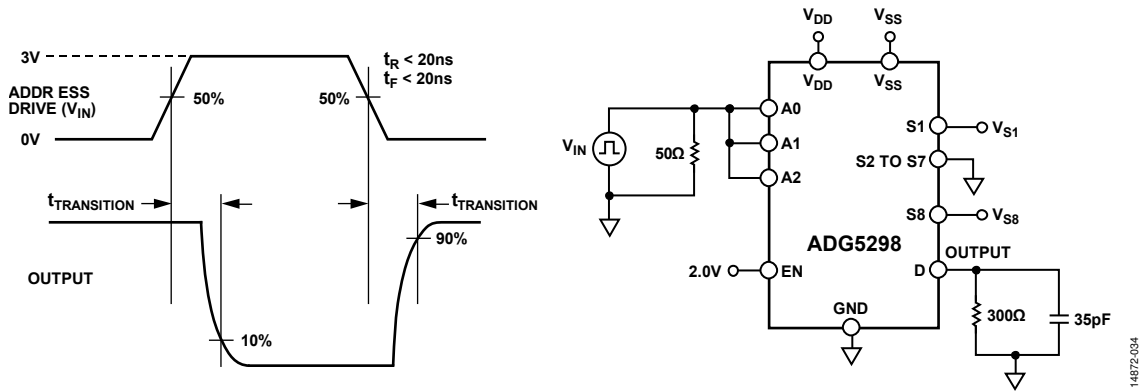 3V
ADDR ESS
DRIVE (VIN)
0V
50%
50%
tR < 20ns
tF < 20ns
tTRANSITION
tTRANSITION
90%
OUTPUT
10%
VDD
VSS
VDD
VSS
VIN
50Ω
A0
A1
A2
S1
VS1
S2 TO S7
S8
VS8
ADG5298
OUTPUT
2.0V
EN
D
GND
300Ω
35pF
14872-034